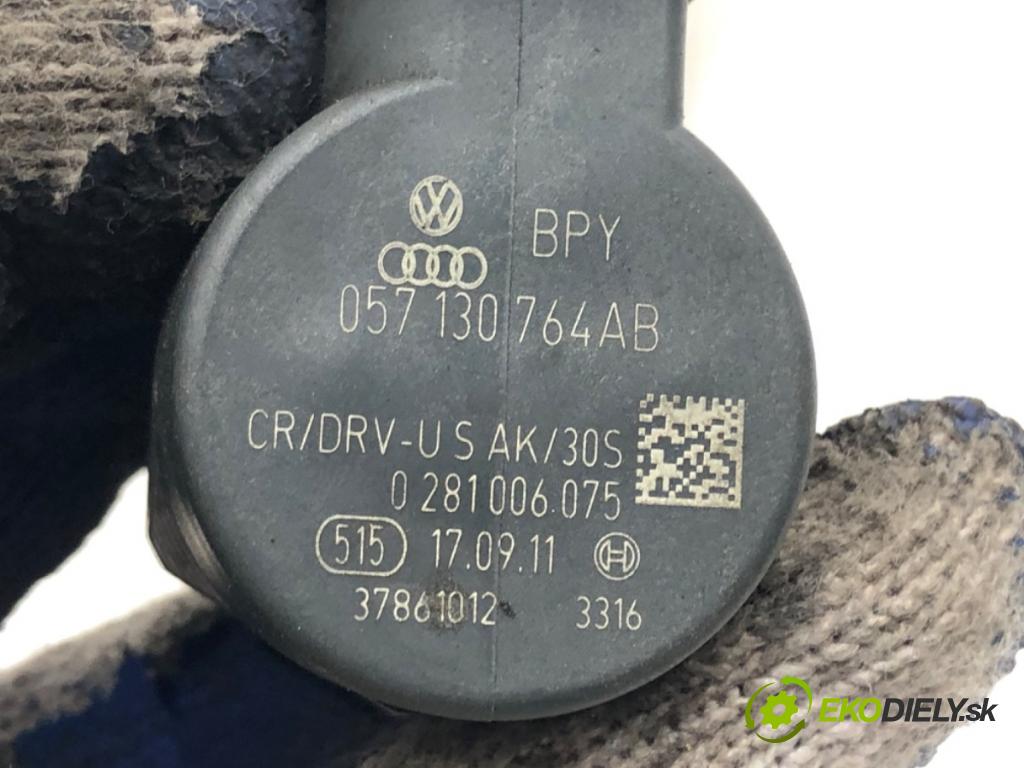 BPY
057 130 764AB
CR/DRV-U S AK/30S
0 281 006 075
515 17.09.11
37861012 3316
EKODIELY.sk